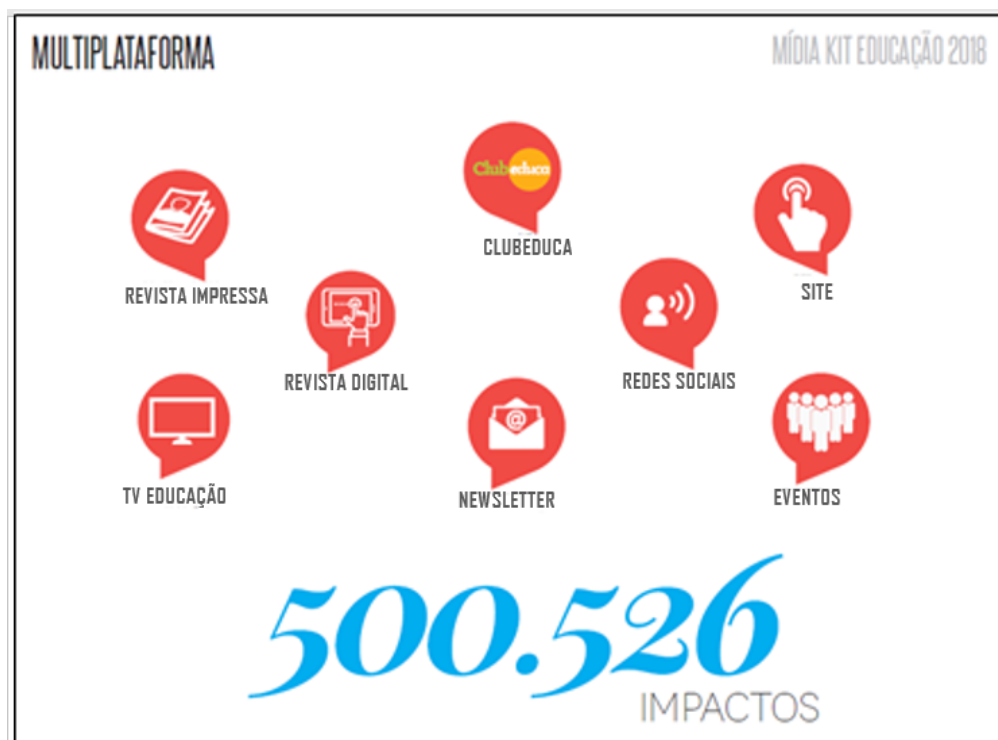 MULTIPLATAFORMA
MÍDIA KIT EDUCAÇÃO 2018
Clubeduca
CLUBEDUCA
REVISTA IMPRESSA
SITE
REVISTA DIGITAL
REDES SOCIAIS
@
TV EDUCAÇÃO
NEWSLETTER
EVENTOS
500.526
IMPACTOS